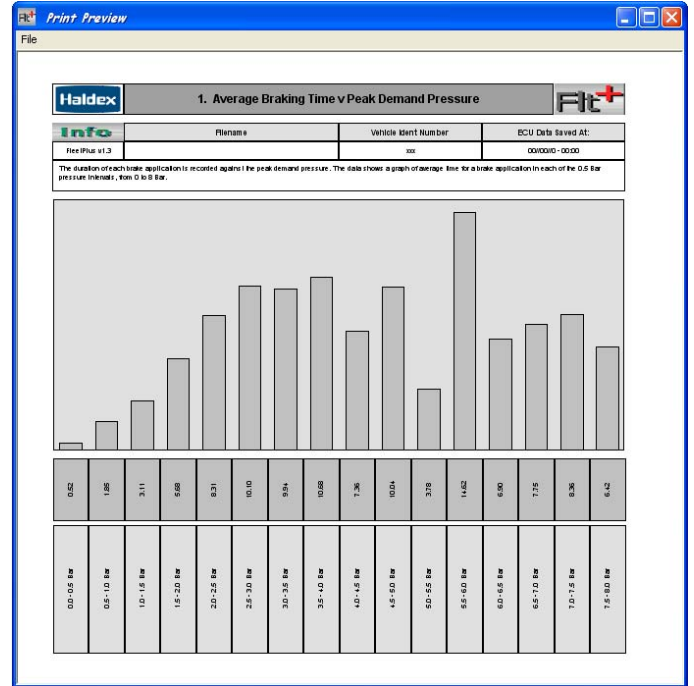 Flt+ Print Preview
File
Haldex
1. Average Braking Time v Peak Demand Pressure
Flt+
Info
Filename
Vehicle Ident Number
ECU Data Saved At:
FleetPlus v1.3
xxx
00//00//0 - 00:00
The duration of each brake application is recorded against the peak demand pressure. The data shows a graph of average time for a brake application in each of the 0.5 Bar
pressure intervals, from 0 to 8 Bar.
0.52
1.85
3.11
5.68
8.31
10.10
9.94
10.68
7.36
10.04
3.78
14.62
6.90
7.75
8.36
6.42
0.0 - 0.5 Bar
0.5 - 1.0 Bar
1.0 - 1.5 Bar
1.5 - 2.0 Bar
2.0 - 2.5 Bar
2.5 - 3.0 Bar
3.0 - 3.5 Bar
3.5 - 4.0 Bar
4.0 - 4.5 Bar
4.5 - 5.0 Bar
5.0 - 5.5 Bar
5.5 - 6.0 Bar
6.0 - 6.5 Bar
6.5 - 7.0 Bar
7.0 - 7.5 Bar
7.5 - 8.0 Bar